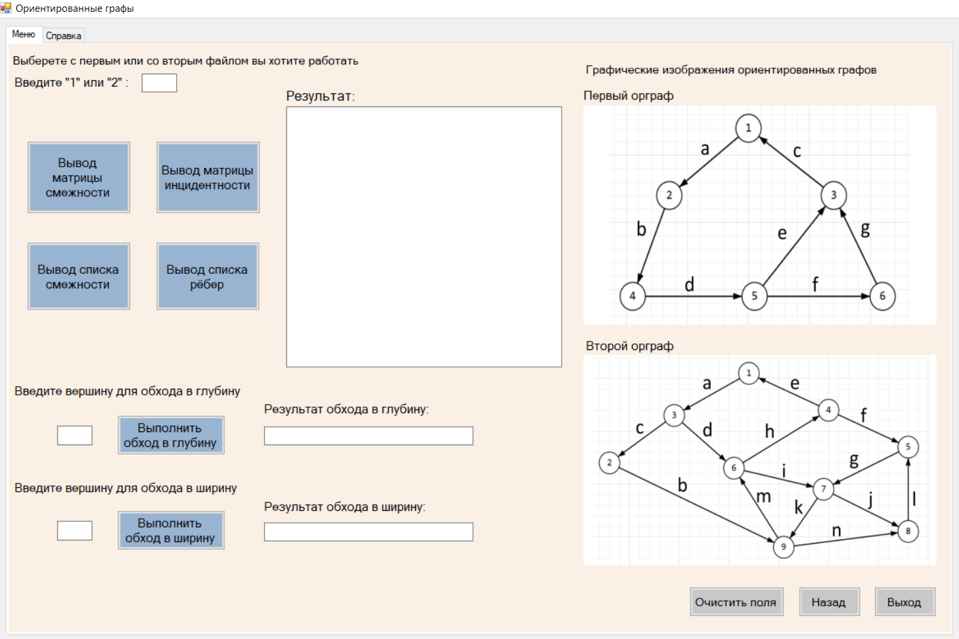 Ориентированные графы
Меню
Справка
Выберете с первым или со вторым файлом вы хотите работать
Введите "1" или "2" :
Вывод
матрицы
смежности
Вывод матрицы
инцидентности
Вывод списка
смежности
Вывод списка
рёбер
Результат:
Введите вершину для обхода в глубину
Выполнить
обход в глубину
Результат обхода в глубину:
Введите вершину для обхода в ширину
Выполнить
обход в ширину
Результат обхода в ширину:
Графические изображения ориентированных графов
Первый орграф
1
a
c
2
3
b
e
g
4
d
5
f
6
Второй орграф
1
a
e
3
4
f
c
d
h
5
2
6
g
i
b
m
7
k
j
l
n
8
9
Очистить поля
Назад
Выход